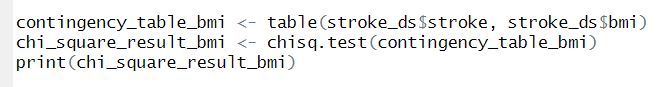 contingency_table_bmi <- table(stroke_ds$stroke, stroke_ds$bmi)
chi_square_result_bmi <- chisq.test(contingency_table_bmi)
print(chi_square_result_bmi)